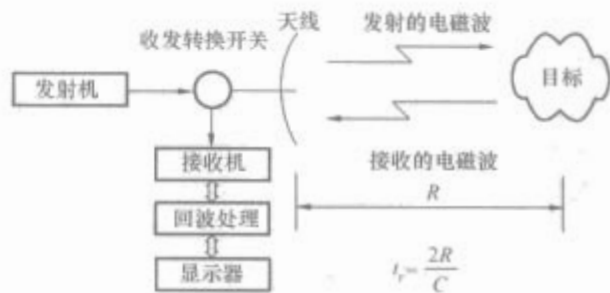 天线
发射的电磁波
收发转换开关
发射机
目标
接收机
接收的电磁波
R
回波处理
显示器
t_r = 2R/C